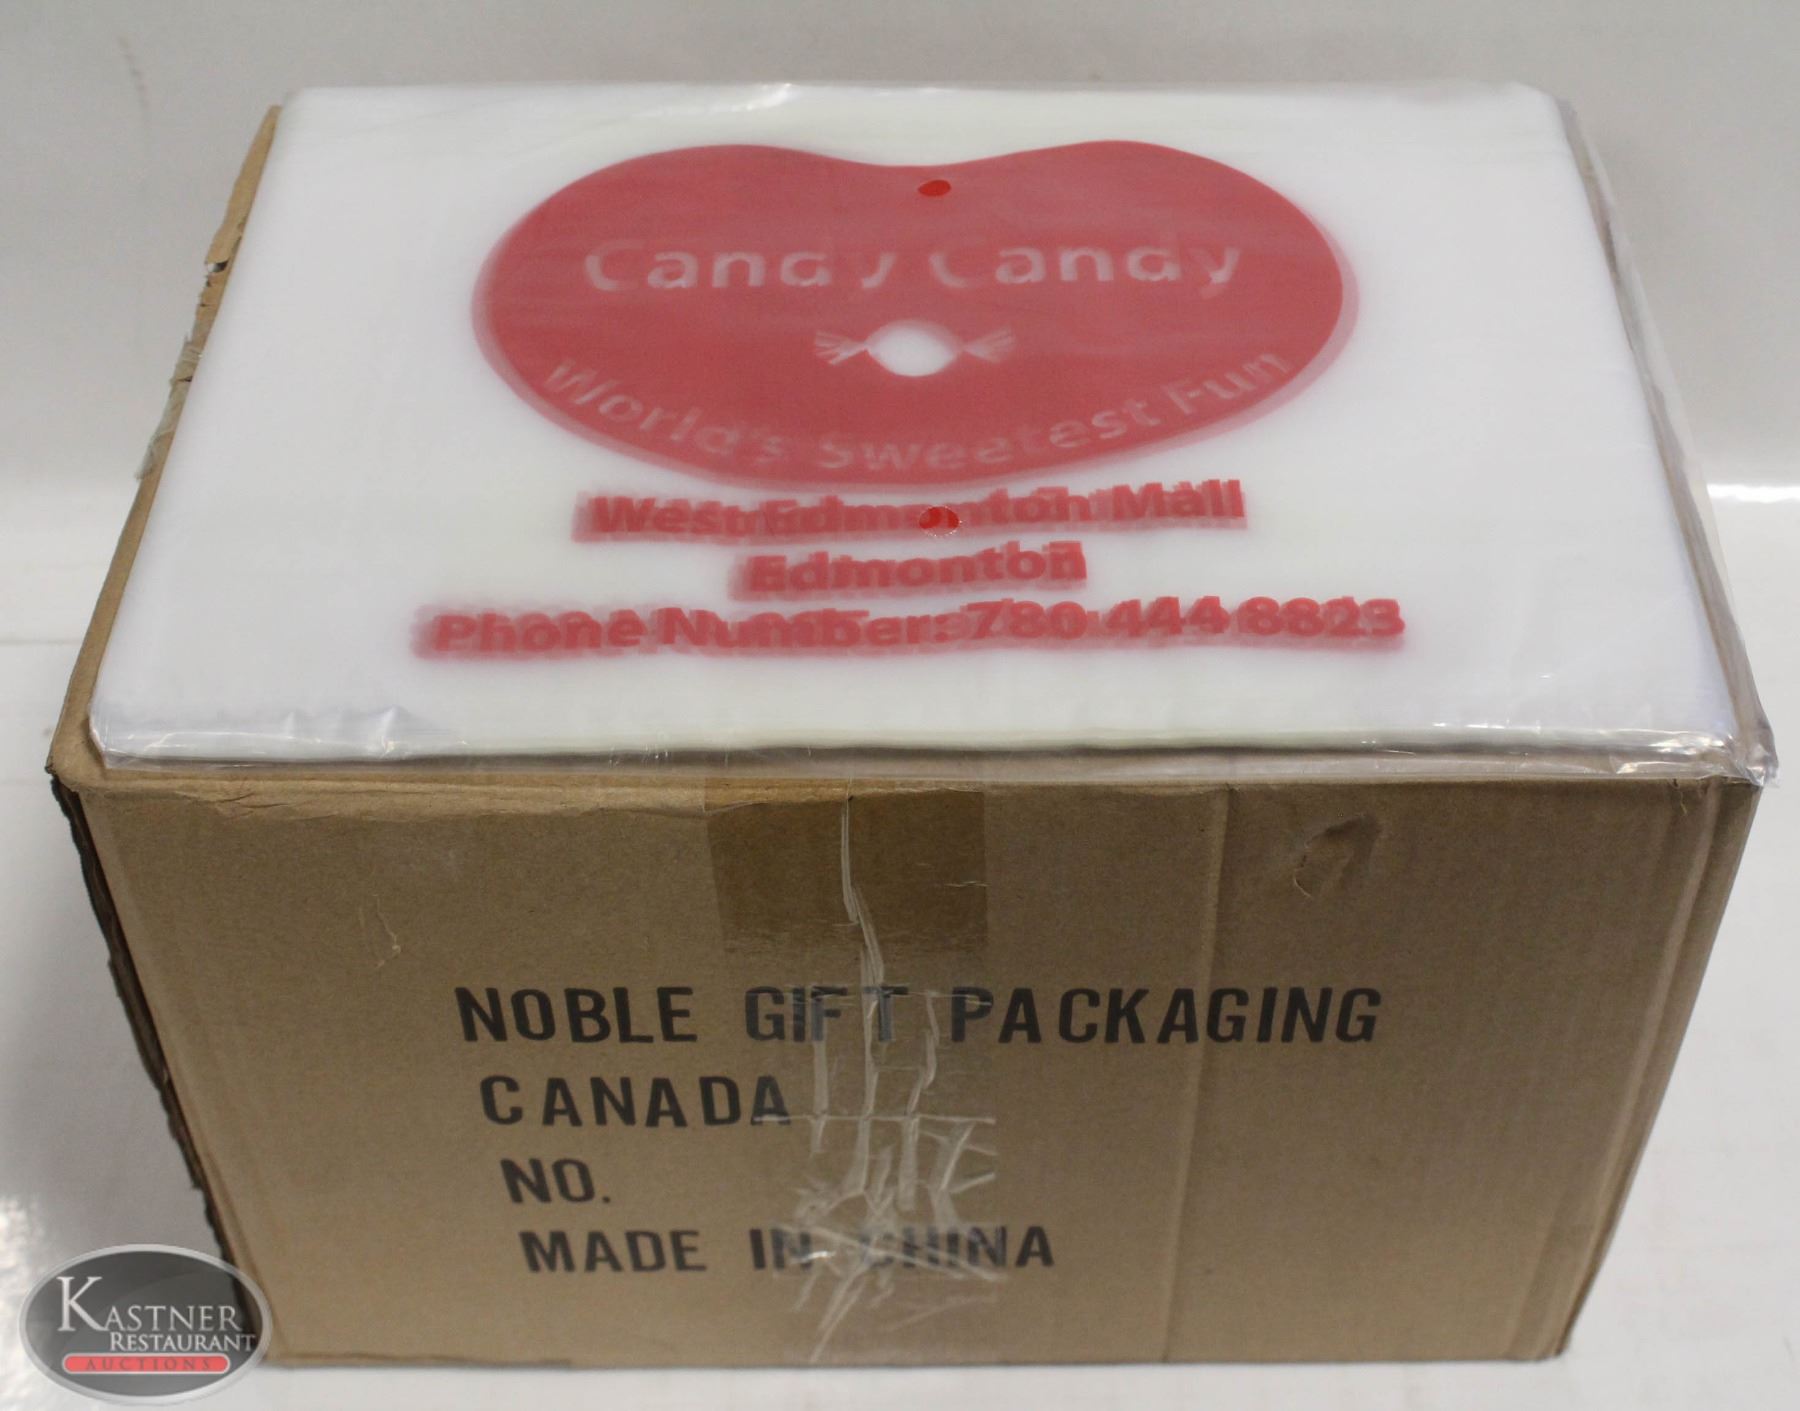 Candy Candy
World's Sweetest Fun
West Edmonton Mall
Edmonton
Phone Number: 780 444 8823
NOBLE GIFT PACKAGING
CANADA
NO.
MADE IN CHINA
KASTNER
RESTAURANT
AUCTIONS